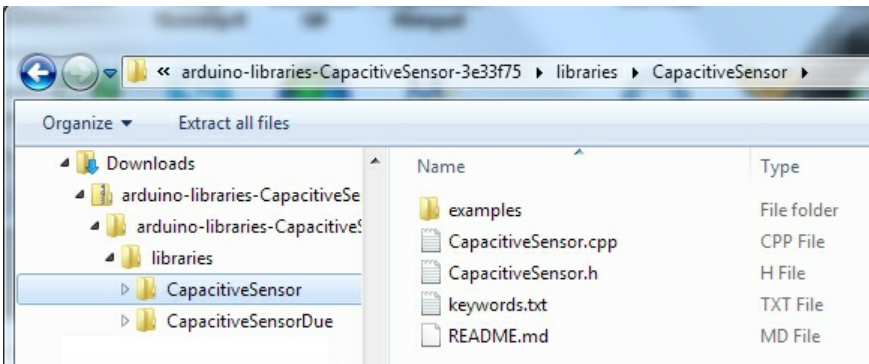 « arduino-libraries-CapacitiveSensor-3e33f75 ▸ libraries ▸ CapacitiveSensor ▸
Organize ▾ Extract all files
Downloads
arduino-libraries-CapacitiveSe
arduino-libraries-CapacitiveS
libraries
CapacitiveSensor
CapacitiveSensorDue
Name Type
examples File folder
CapacitiveSensor.cpp CPP File
CapacitiveSensor.h H File
keywords.txt TXT File
README.md MD File